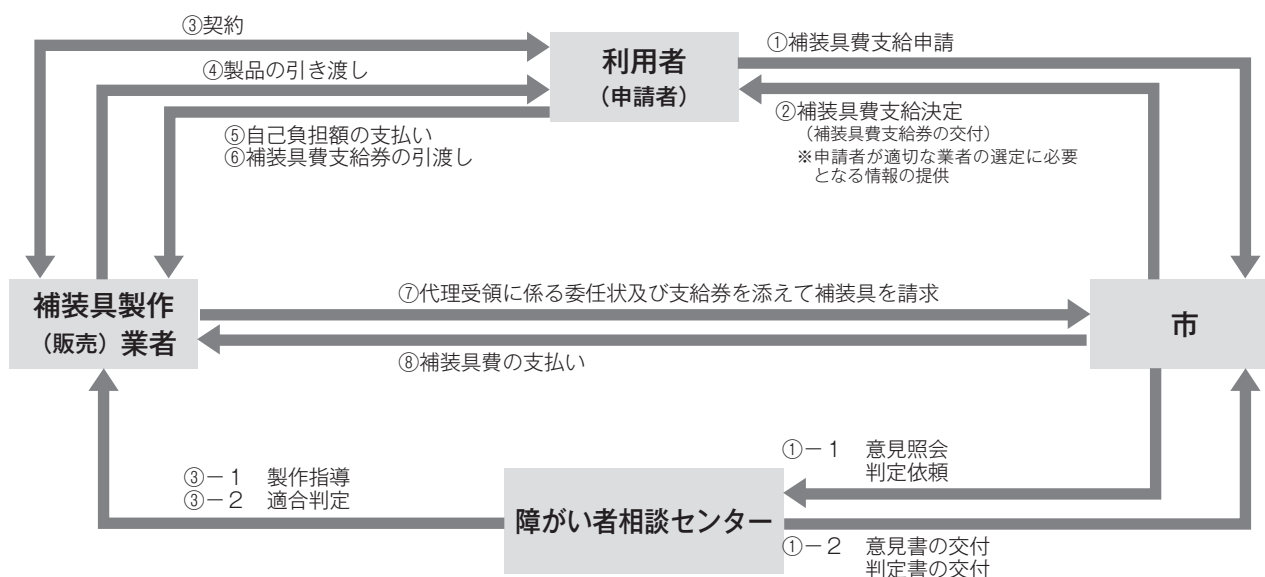 ③契約
①補装具費支給申請
利用者
(申請者)
④製品の引き渡し
②補装具費支給決定
(補装具費支給券の交付)
※申請者が適切な業者の選定に必要
となる情報の提供
⑤自己負担額の支払い
⑥補装具費支給券の引渡し
補装具製作
(販売)業者
⑦代理受領に係る委任状及び支給券を添えて補装具を請求
市
⑧補装具費の支払い
①-1 意見照会
判定依頼
③-1 製作指導
③-2 適合判定
障がい者相談センター
①-2 意見書の交付
判定書の交付